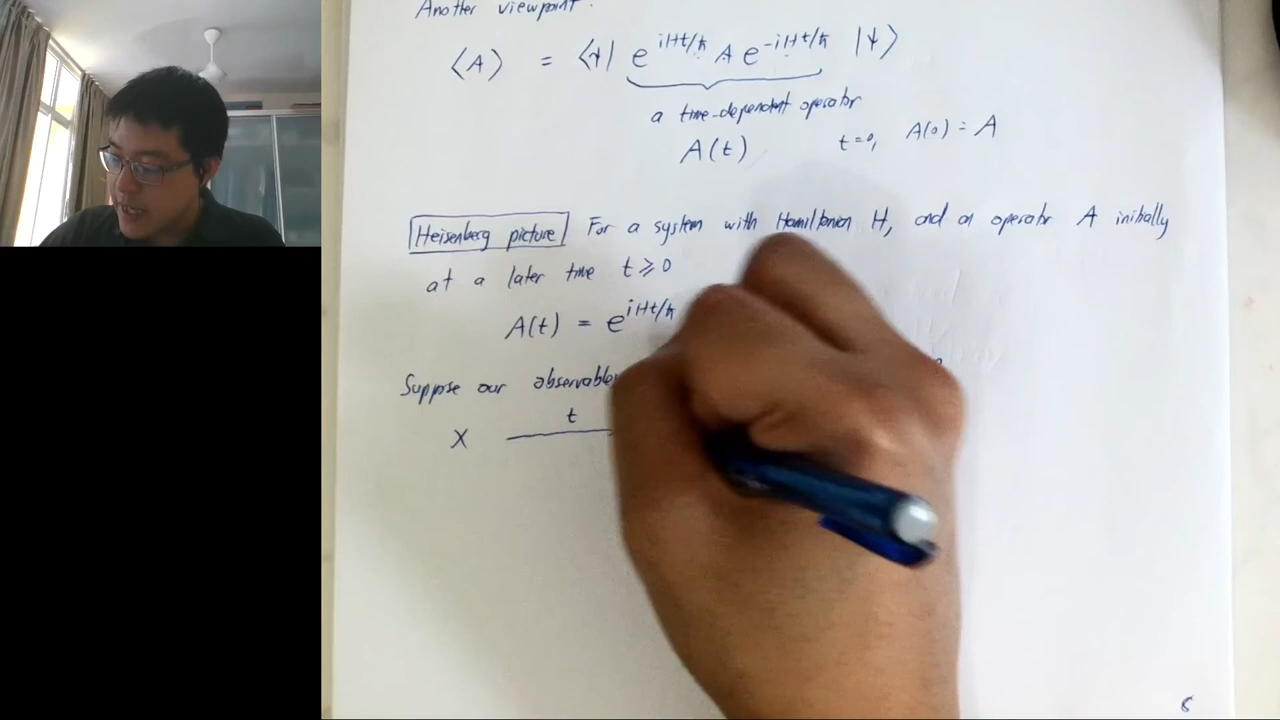 Another viewpoint:
⟨A⟩ = ⟨ψ| e^{iHt/ħ} A e^{-iHt/ħ} |ψ⟩
a time-dependent operator
A(t) t=0, A(0) = A
Heisenberg picture For a system with Hamiltonian H, and an operator A initially
at a later time t ≥ 0
A(t) = e^{iHt/ħ}
Suppose our observables
X t